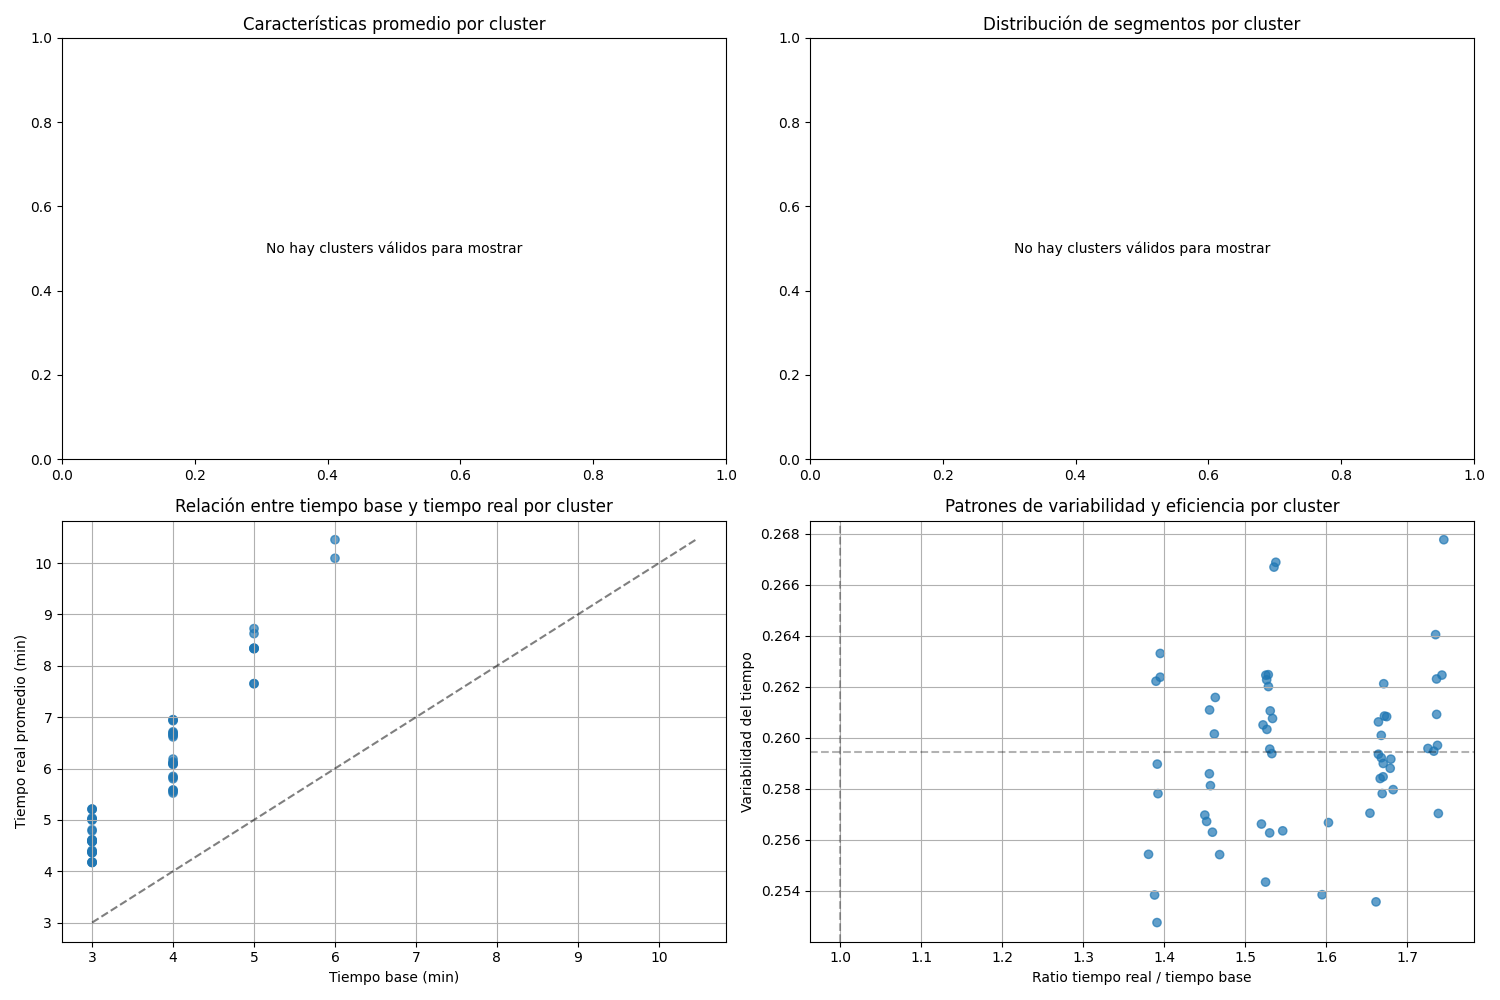 Características promedio por cluster
1.0
0.8
0.6
0.4
0.2
0.0
No hay clusters válidos para mostrar
0.0 0.2 0.4 0.6 0.8 1.0
Distribución de segmentos por cluster
1.0
0.8
0.6
0.4
0.2
0.0
No hay clusters válidos para mostrar
0.0 0.2 0.4 0.6 0.8 1.0
Relación entre tiempo base y tiempo real por cluster
Tiempo real promedio (min)
10
9
8
7
6
5
4
3
3 4 5 6 7 8 9 10
Tiempo base (min)
Patrones de variabilidad y eficiencia por cluster
Variabilidad del tiempo
0.268
0.266
0.264
0.262
0.260
0.258
0.256
0.254
1.0 1.1 1.2 1.3 1.4 1.5 1.6 1.7
Ratio tiempo real / tiempo base